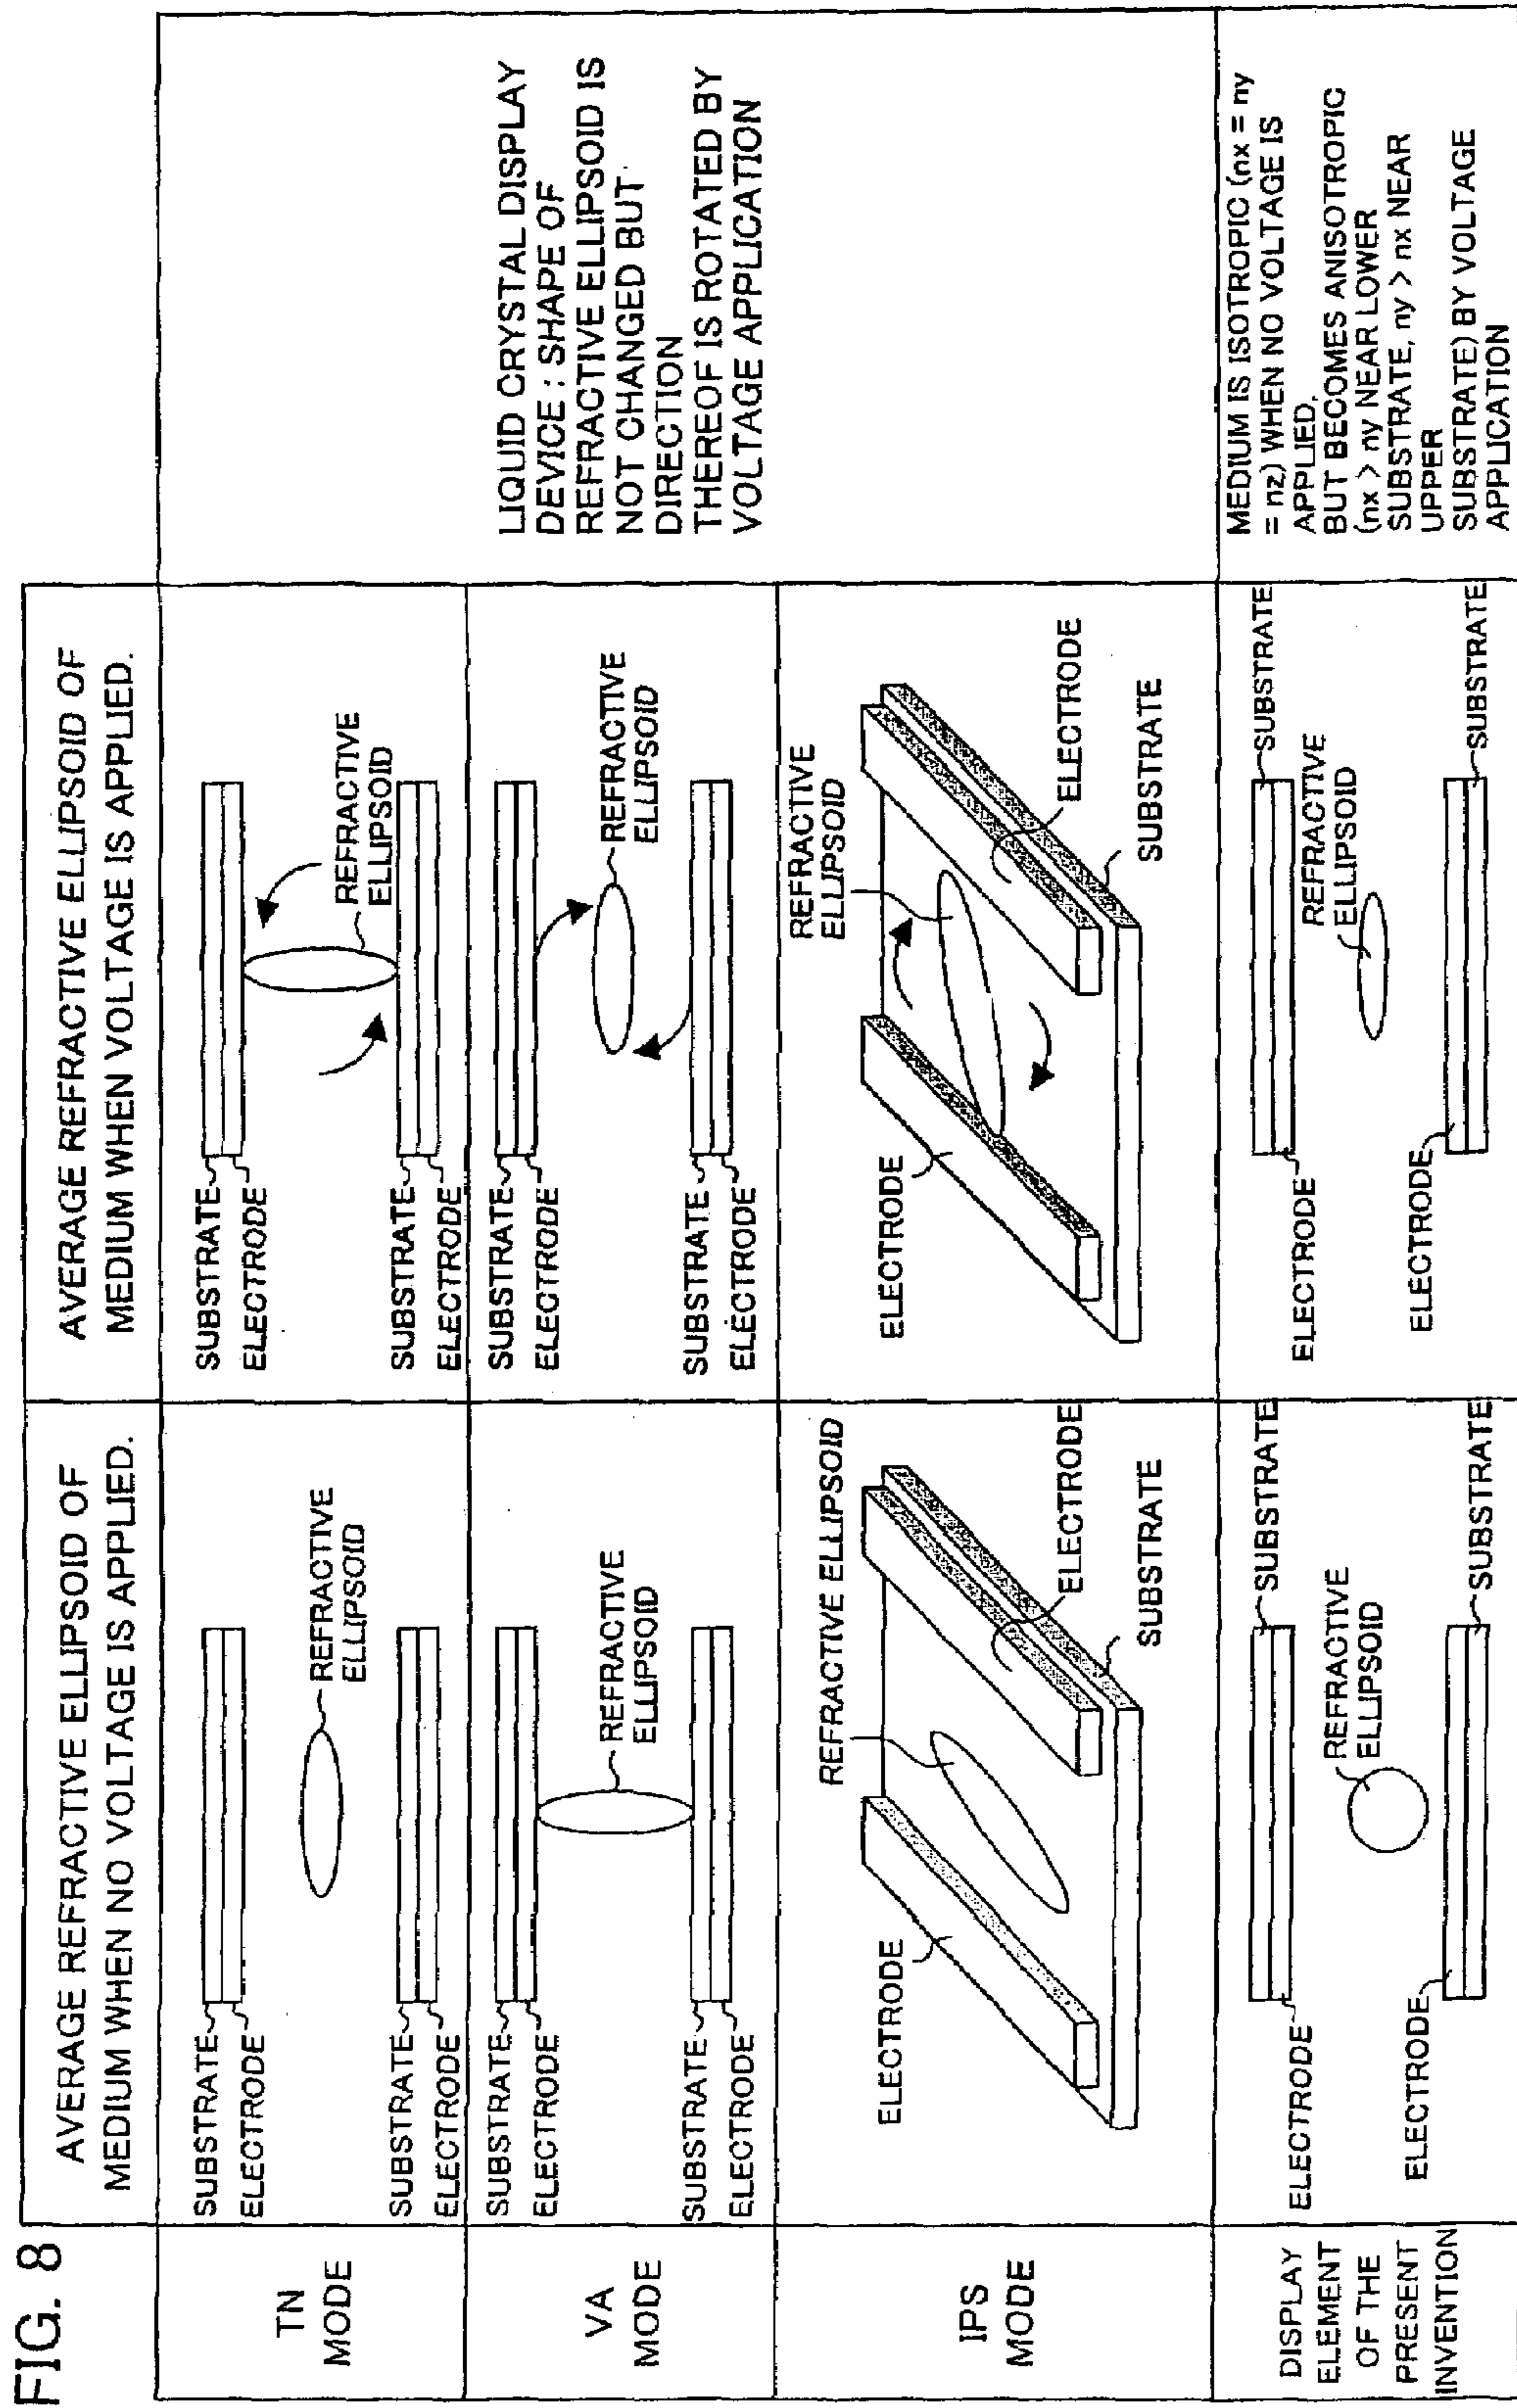 FIG. 8
AVERAGE REFRACTIVE ELLIPSOID OF
MEDIUM WHEN NO VOLTAGE IS APPLIED.
AVERAGE REFRACTIVE ELLIPSOID OF
MEDIUM WHEN VOLTAGE IS APPLIED.
TN
MODE
SUBSTRATE
ELECTRODE
REFRACTIVE
ELLIPSOID
SUBSTRATE
ELECTRODE
SUBSTRATE
ELECTRODE
REFRACTIVE
ELLIPSOID
SUBSTRATE
ELECTRODE
VA
MODE
SUBSTRATE
ELECTRODE
REFRACTIVE
ELLIPSOID
SUBSTRATE
ELECTRODE
SUBSTRATE
ELECTRODE
REFRACTIVE
ELLIPSOID
SUBSTRATE
ELECTRODE
LIQUID CRYSTAL DISPLAY
DEVICE : SHAPE OF
REFRACTIVE ELLIPSOID IS
NOT CHANGED BUT
DIRECTION
THEREOF IS ROTATED BY
VOLTAGE APPLICATION
IPS
MODE
REFRACTIVE ELLIPSOID
ELECTRODE
ELECTRODE
SUBSTRATE
REFRACTIVE
ELLIPSOID
ELECTRODE
ELECTRODE
SUBSTRATE
DISPLAY
ELEMENT
OF THE
PRESENT
INVENTION
SUBSTRATE
ELECTRODE
REFRACTIVE
ELLIPSOID
ELECTRODE
SUBSTRATE
SUBSTRATE
ELECTRODE
REFRACTIVE
ELLIPSOID
ELECTRODE
SUBSTRATE
MEDIUM IS ISOTROPIC (nx = ny
= nz) WHEN NO VOLTAGE IS
APPLIED,
BUT BECOMES ANISOTROPIC
(nx > ny NEAR LOWER
SUBSTRATE, ny > nx NEAR
UPPER
SUBSTRATE) BY VOLTAGE
APPLICATION